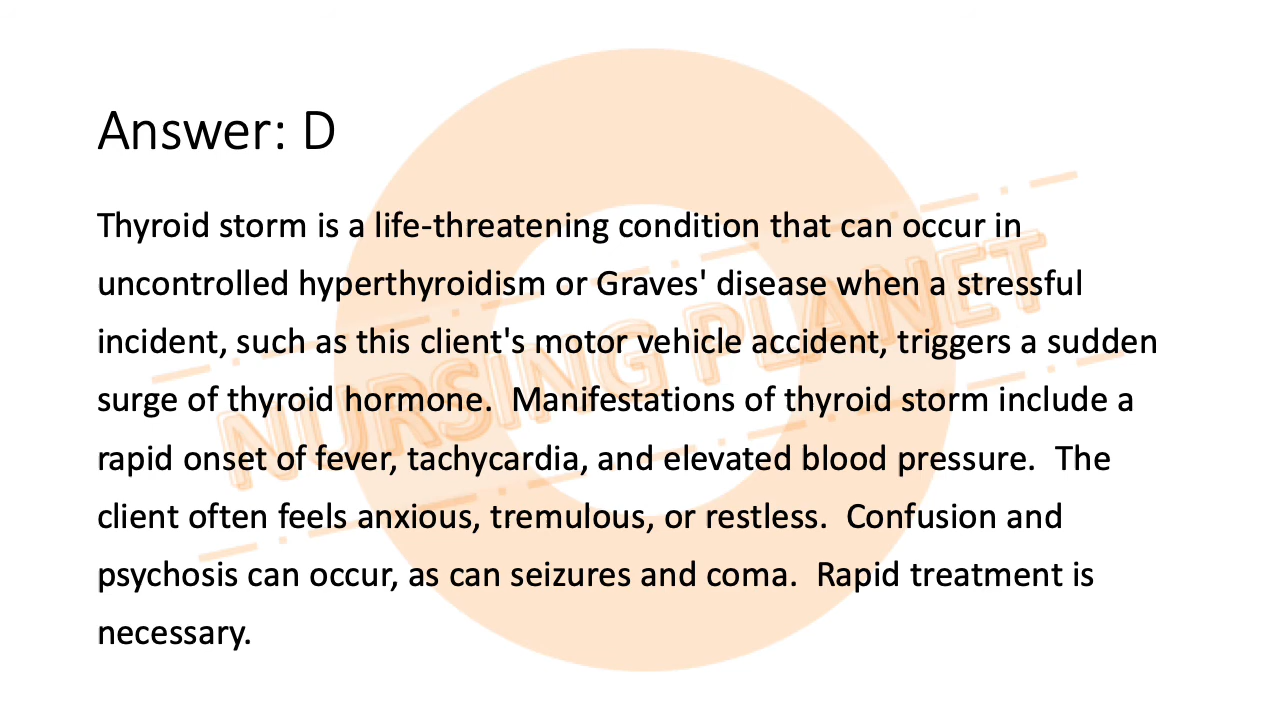 Answer: D
Thyroid storm is a life-threatening condition that can occur in
uncontrolled hyperthyroidism or Graves' disease when a stressful
incident, such as this client's motor vehicle accident, triggers a sudden
surge of thyroid hormone.  Manifestations of thyroid storm include a
rapid onset of fever, tachycardia, and elevated blood pressure.  The
client often feels anxious, tremulous, or restless.  Confusion and
psychosis can occur, as can seizures and coma.  Rapid treatment is
necessary.
NURSING PLANET